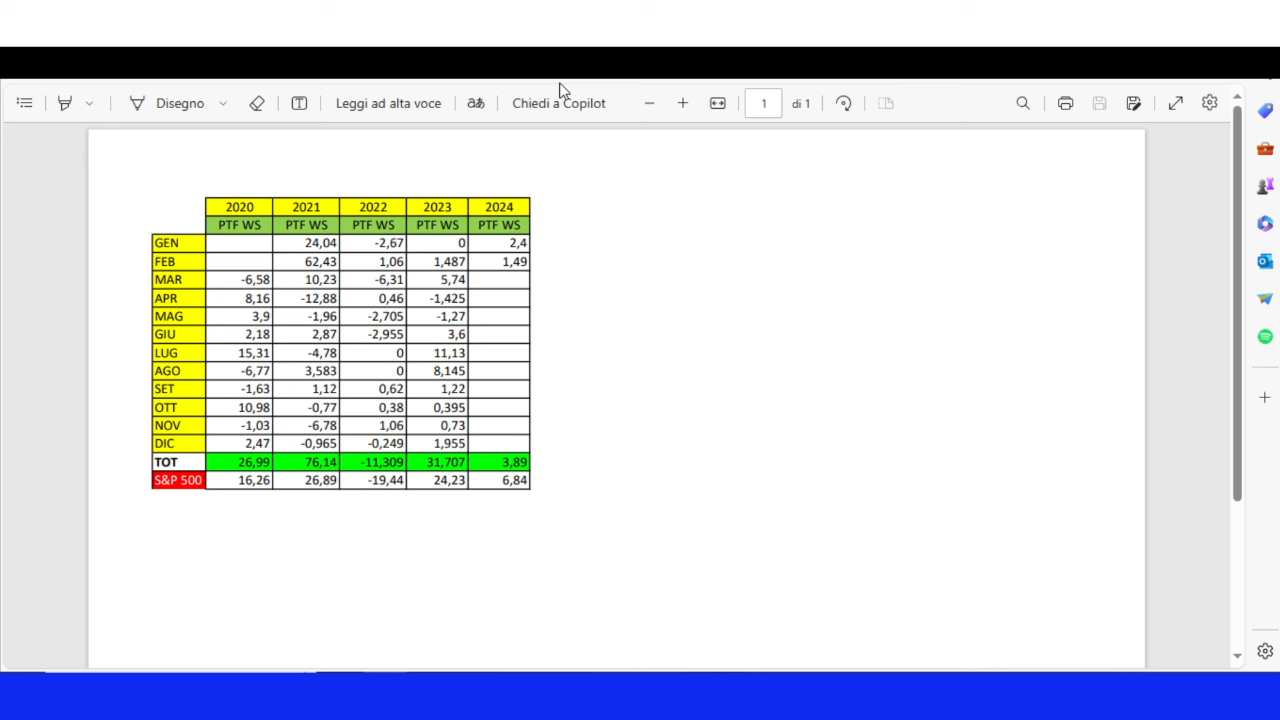 Disegno Leggi ad alta voce aあ Chiedi a Copilot 1 di 1
2020 2021 2022 2023 2024
PTF WS PTF WS PTF WS PTF WS PTF WS
GEN 24,04 -2,67 0 2,4
FEB 62,43 1,06 1,487 1,49
MAR -6,58 10,23 -6,31 5,74
APR 8,16 -12,88 0,46 -1,425
MAG 3,9 -1,96 -2,705 -1,27
GIU 2,18 2,87 -2,955 3,6
LUG 15,31 -4,78 0 11,13
AGO -6,77 3,583 0 8,145
SET -1,63 1,12 0,62 1,22
OTT 10,98 -0,77 0,38 0,395
NOV -1,03 -6,78 1,06 0,73
DIC 2,47 -0,965 -0,249 1,955
TOT 26,99 76,14 -11,309 31,707 3,89
S&P 500 16,26 26,89 -19,44 24,23 6,84